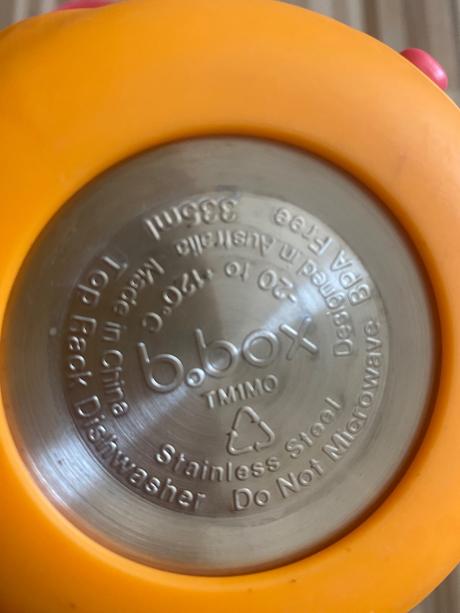 b.box
TM1MO
Stainless Steel
Made in China
-20 to +120°C
Designed in Australia
335ml
BPA Free
Do Not Microwave
Top Rack Dishwasher